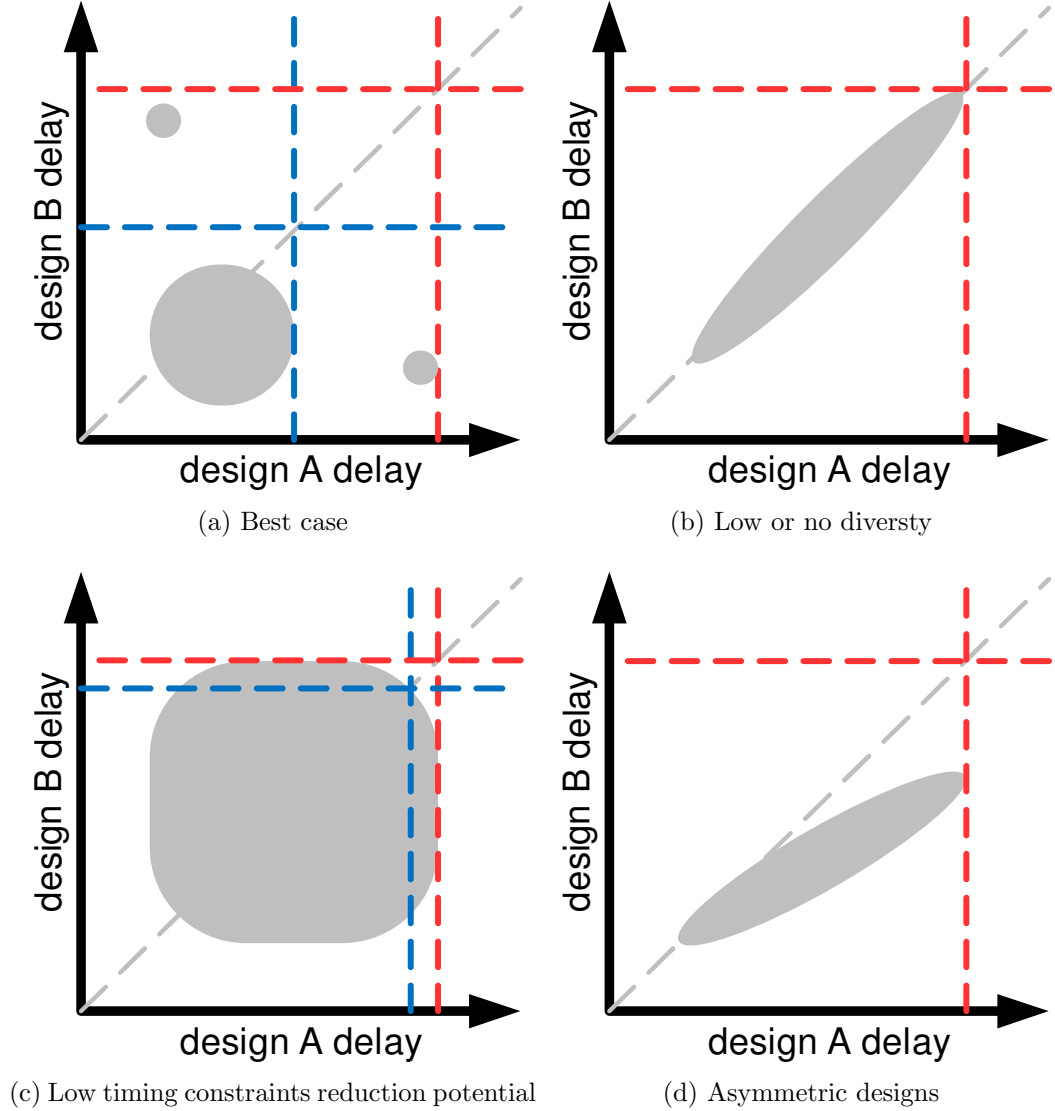 design B delay
design A delay
(a) Best case
design B delay
design A delay
(b) Low or no diversty
design B delay
design A delay
(c) Low timing constraints reduction potential
design B delay
design A delay
(d) Asymmetric designs